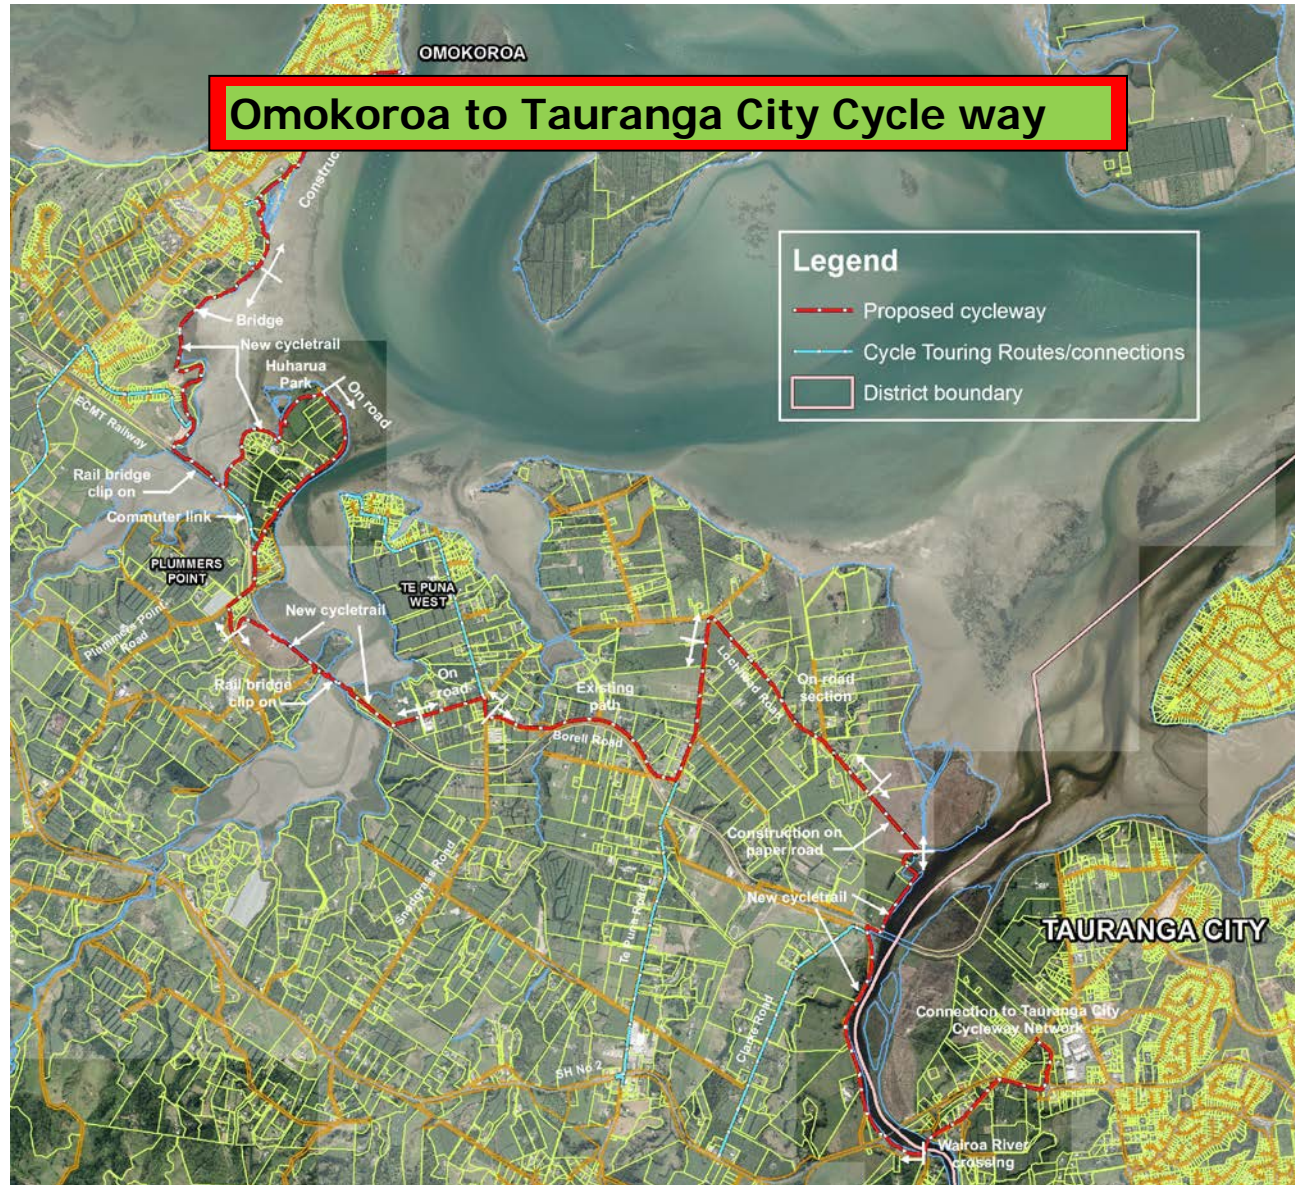 OMOKOROA
Omokoroa to Tauranga City Cycle way
Construc
Legend
Proposed cycleway
Cycle Touring Routes/connections
District boundary
Bridge
New cycletrail
Huharua
Park
On road
ECMT Railway
Rail bridge
clip on
Commuter link
PLUMMERS
POINT
TE PUNA
WEST
New cycletrail
Plummers Point
Road
Rail bridge
clip on
On
road
Existing
path
Borell Road
Lochhead Road
On road
section
Construction on
paper road
Snodgrass Road
Te Puna Road
New cycletrail
TAURANGA CITY
Clarke Road
Connection to Tauranga City
Cycleway Network
SH No 2
Wairoa River
crossing